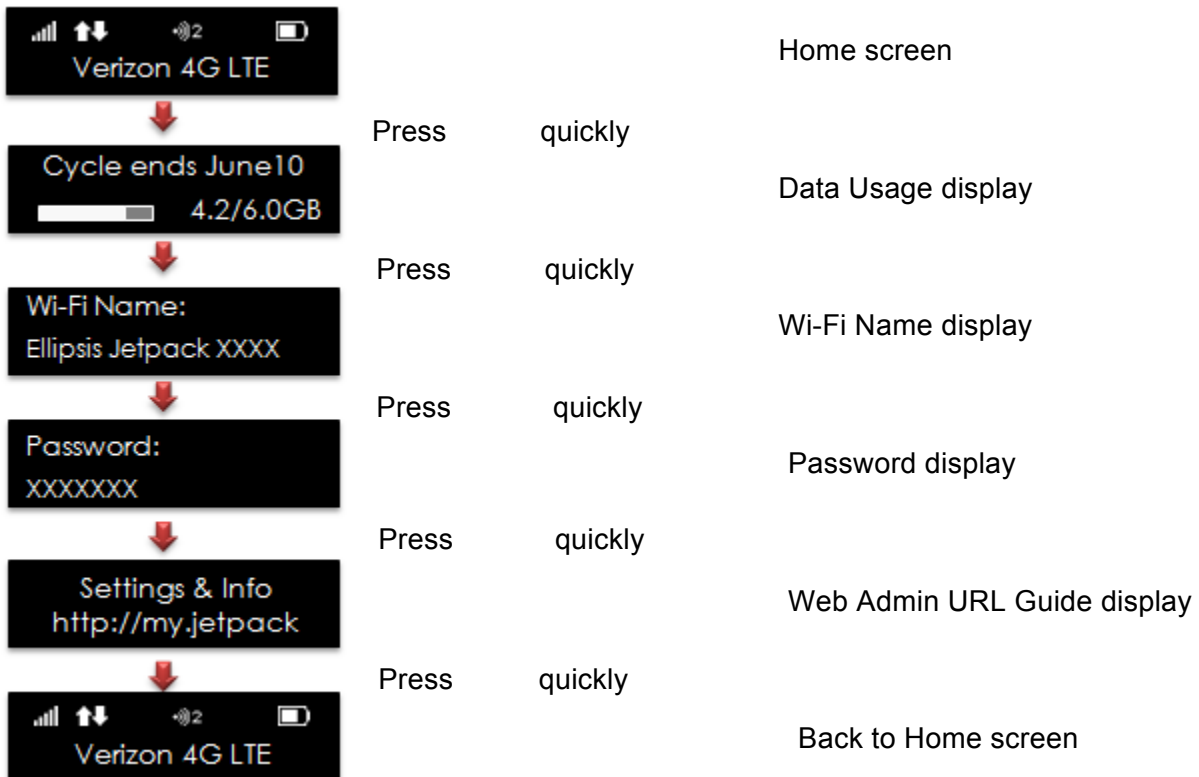 2
Verizon 4G LTE
Home screen
Press quickly
Cycle ends June10
4.2/6.0GB
Data Usage display
Press quickly
Wi-Fi Name:
Ellipsis Jetpack XXXX
Wi-Fi Name display
Press quickly
Password:
XXXXXXX
Password display
Press quickly
Settings & Info
http://my.jetpack
Web Admin URL Guide display
Press quickly
2
Verizon 4G LTE
Back to Home screen